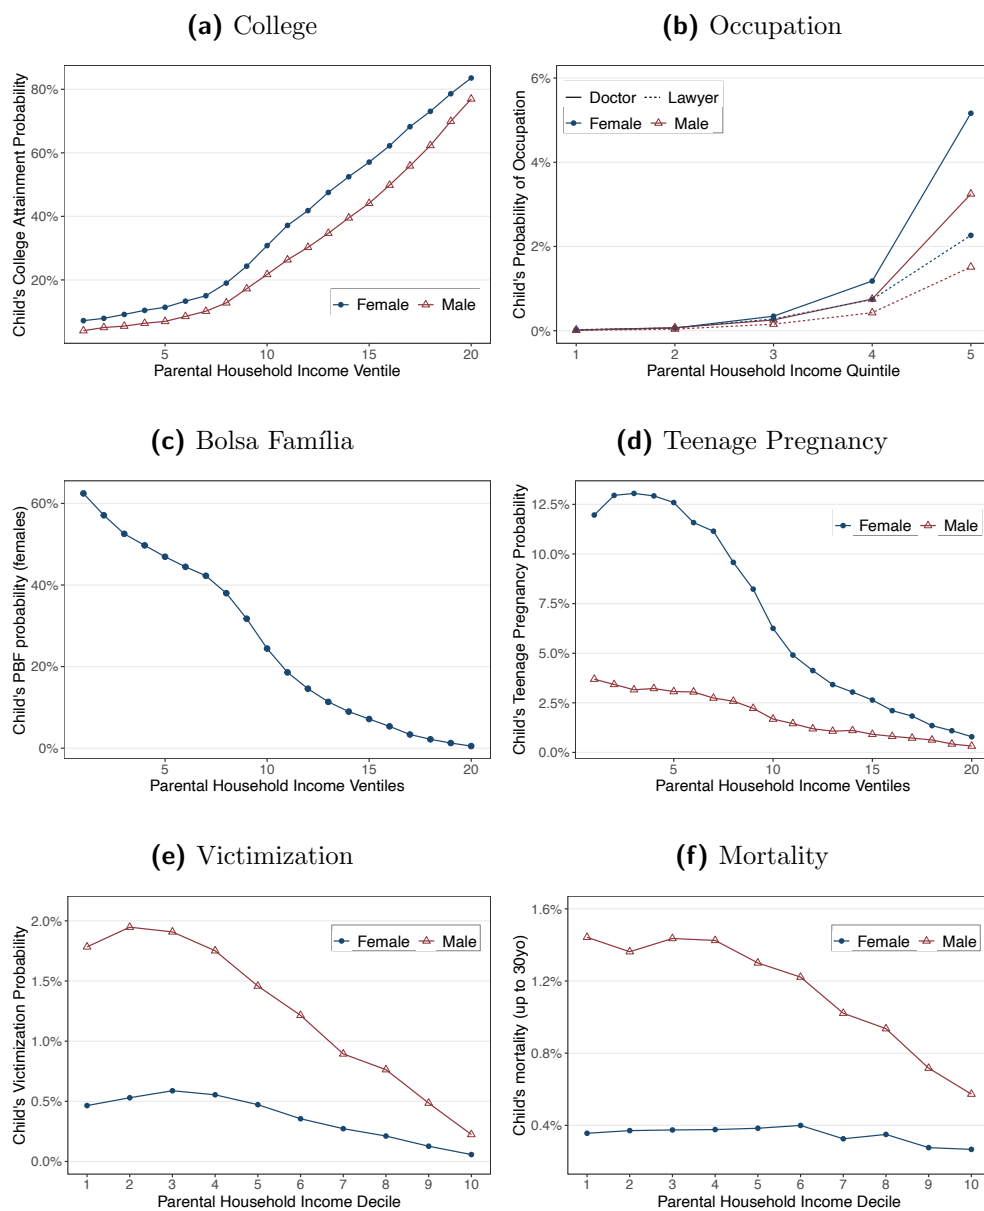 (a) College
Child's College Attainment Probability
80%
60%
40%
20%
Female Male
5 10 15 20
Parental Household Income Ventile
(b) Occupation
Child's Probability of Occupation
6%
4%
2%
0%
Doctor Lawyer
Female Male
1 2 3 4 5
Parental Household Income Quintile
(c) Bolsa Família
Child's PBF probability (females)
60%
40%
20%
0%
5 10 15 20
Parental Household Income Ventiles
(d) Teenage Pregnancy
Child's Teenage Pregnancy Probability
12.5%
10.0%
7.5%
5.0%
2.5%
0.0%
Female Male
5 10 15 20
Parental Household Income Ventiles
(e) Victimization
Child's Victimization Probability
2.0%
1.5%
1.0%
0.5%
0.0%
Female Male
1 2 3 4 5 6 7 8 9 10
Parental Household Income Decile
(f) Mortality
Child's mortality (up to 30yo)
1.6%
1.2%
0.8%
0.4%
Female Male
1 2 3 4 5 6 7 8 9 10
Parental Household Income Decile